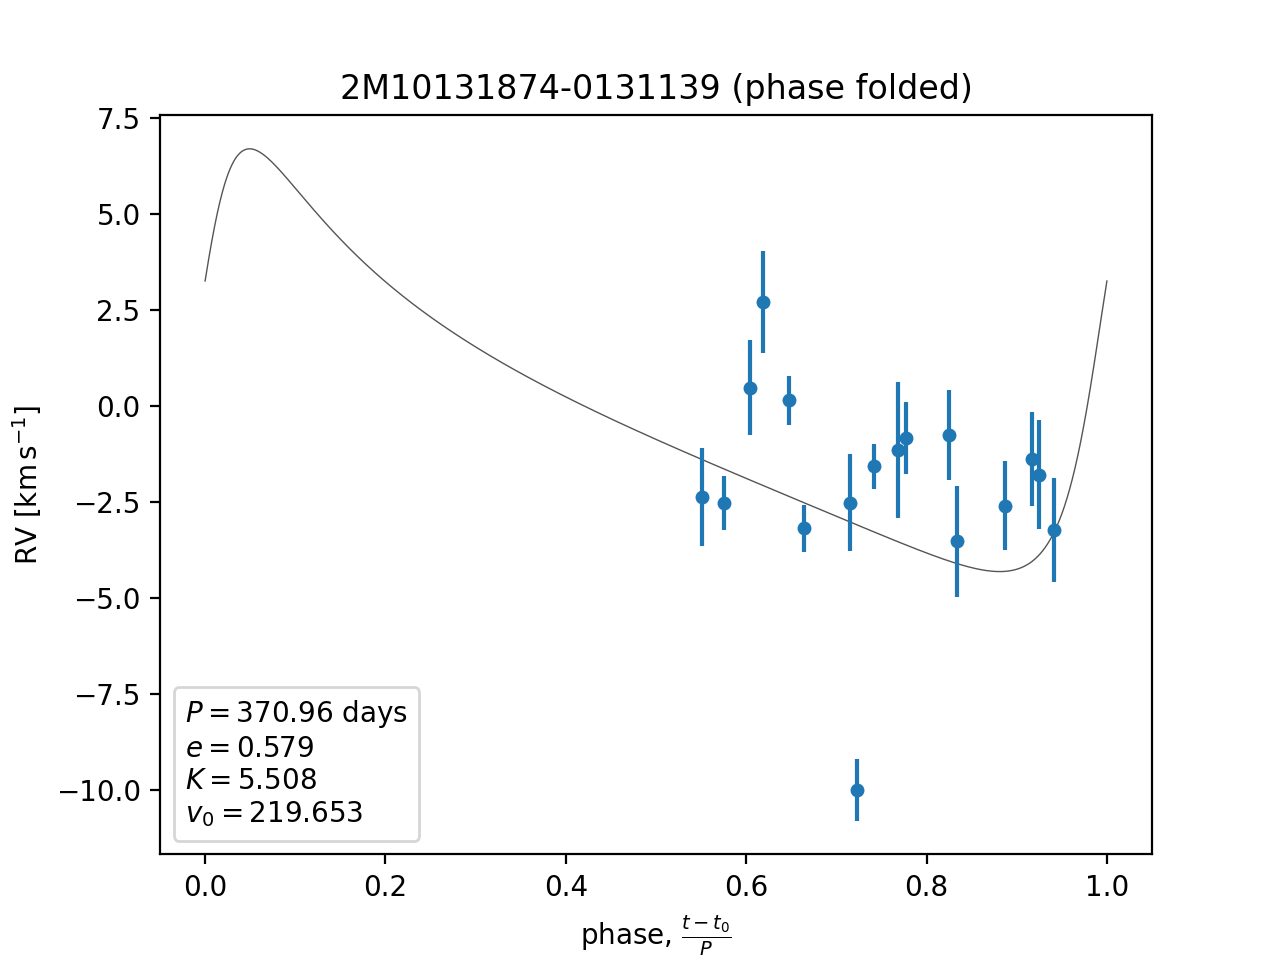 2M10131874-0131139 (phase folded)
7.5
5.0
2.5
0.0
−2.5
−5.0
−7.5
−10.0
RV [km s⁻¹]
P = 370.96 days
e = 0.579
K = 5.508
v₀ = 219.653
0.0 0.2 0.4 0.6 0.8 1.0
phase, (t − t₀)/P